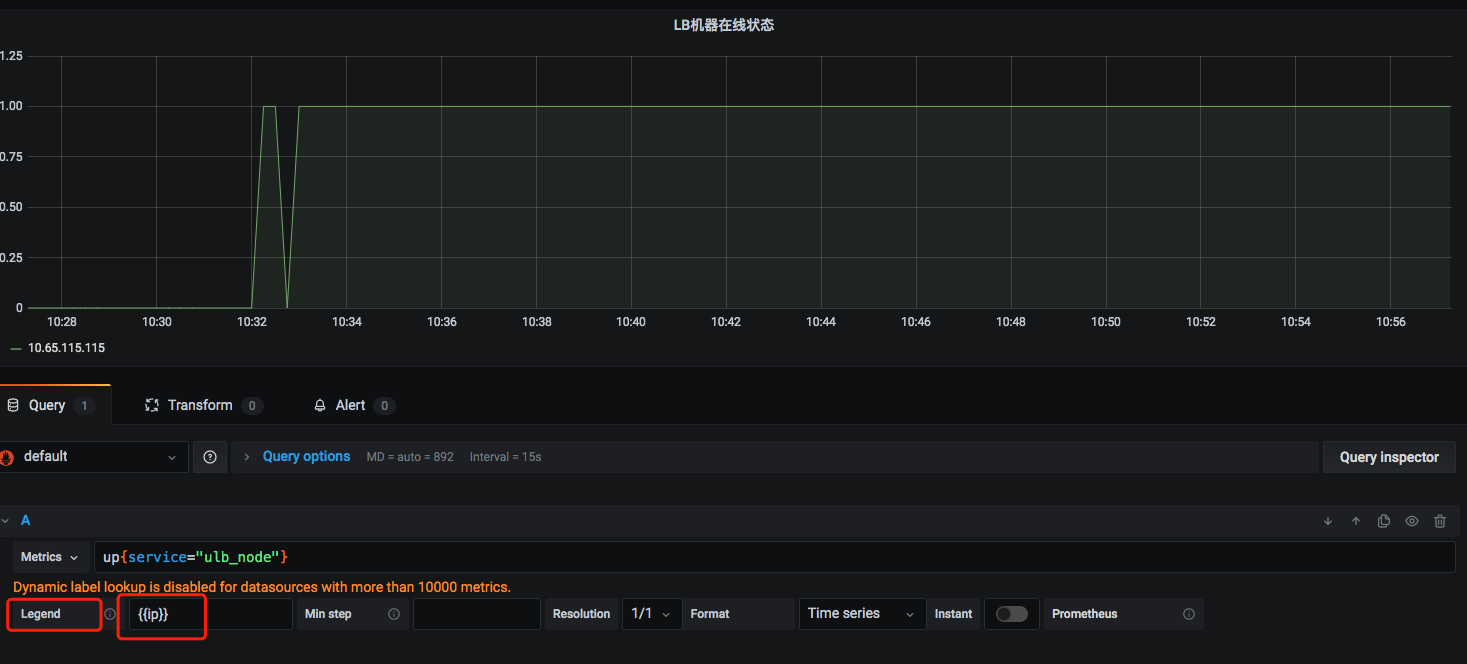 LB机器在线状态
1.25
1.00
0.75
0.50
0.25
0
10:28 10:30 10:32 10:34 10:36 10:38 10:40 10:42 10:44 10:46 10:48 10:50 10:52 10:54 10:56
10.65.115.115
Query 1 Transform 0 Alert 0
default Query options MD = auto = 892 Interval = 15s Query inspector
A
Metrics up{service="ulb_node"}
Dynamic label lookup is disabled for datasources with more than 10000 metrics.
Legend {{ip}} Min step Resolution 1/1 Format Time series Instant Prometheus